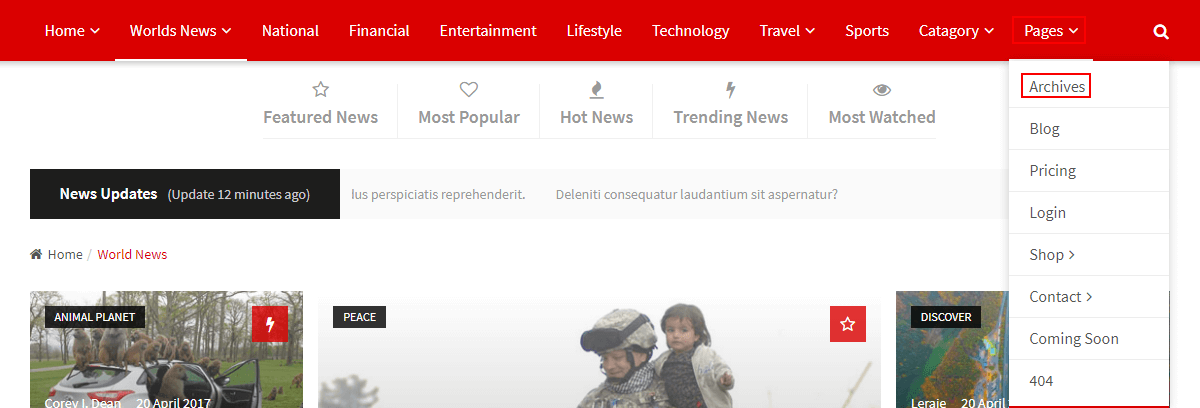 Home Worlds News National Financial Entertainment Lifestyle Technology Travel Sports Catagory Pages
Featured News Most Popular Hot News Trending News Most Watched
Archives
Blog
Pricing
Login
Shop
Contact
Coming Soon
404
News Updates (Update 12 minutes ago) lus perspiciatis reprehenderit. Deleniti consequatur laudantium sit aspernatur?
Home / World News
ANIMAL PLANET
Corey I. Dean 20 April 2017
PEACE
DISCOVER
Leraie 20 Apri